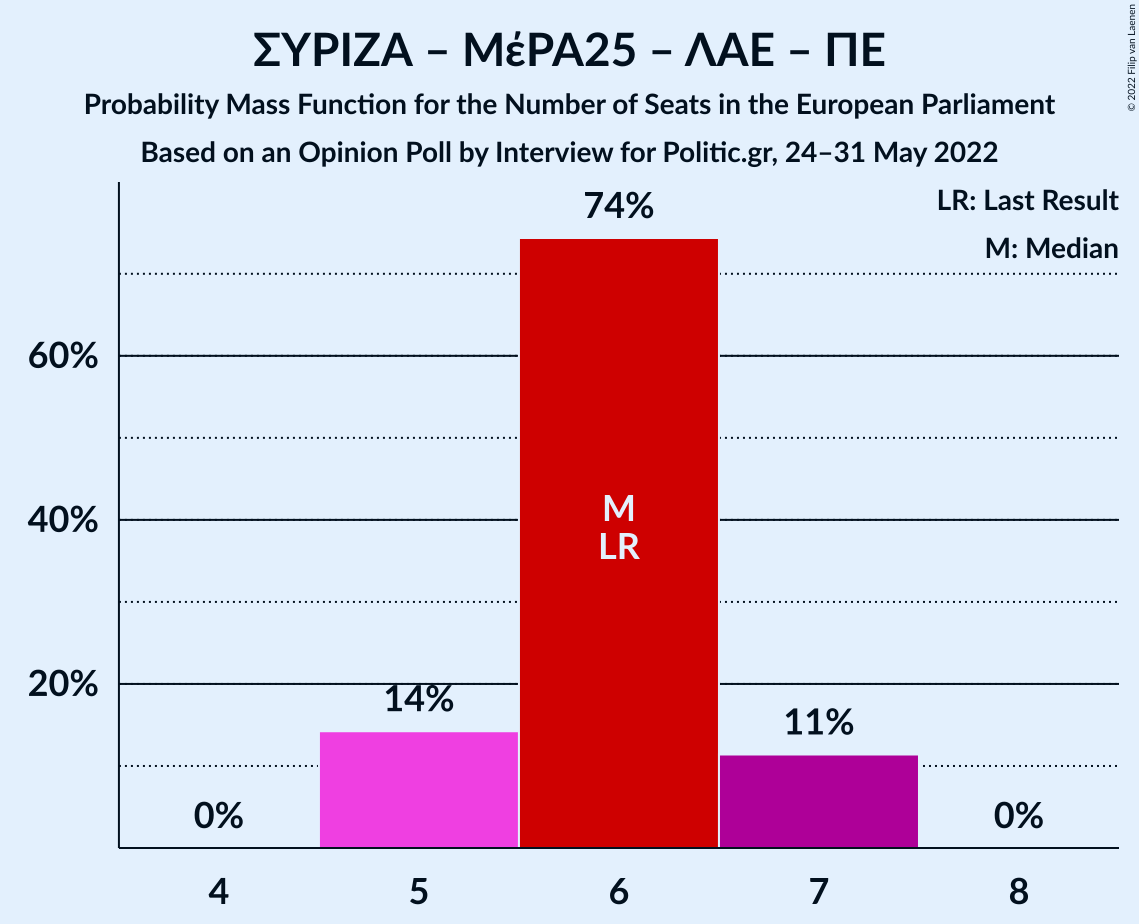 ΣΥΡΙΖΑ – ΜέΡΑ25 – ΛΑΕ – ΠΕ
Probability Mass Function for the Number of Seats in the European Parliament
Based on an Opinion Poll by Interview for Politic.gr, 24–31 May 2022
© 2022 Filip van Laenen
LR: Last Result
M: Median
74%
60%
40%
20%
M
LR
14%
11%
0%
0%
4
5
6
7
8